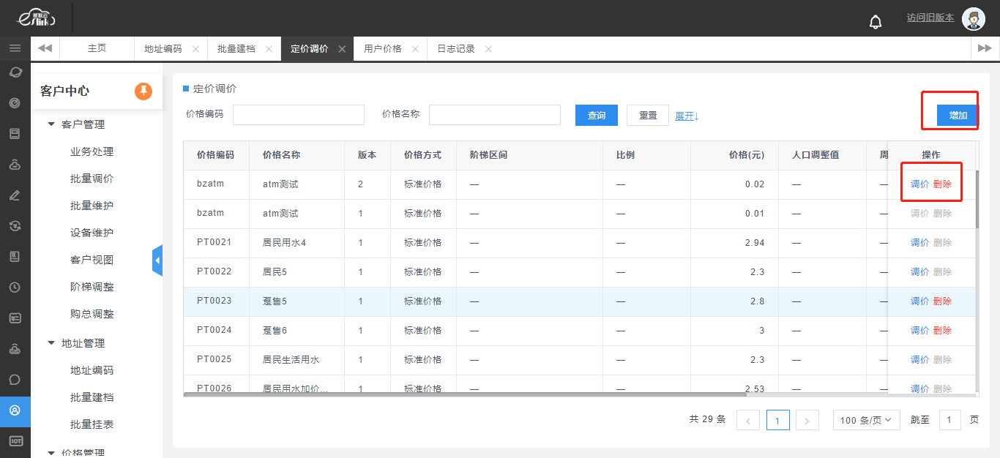 访问旧版本
主页 地址编码 批量建档 定价调价 用户价格 日志记录
客户中心
客户管理
业务处理
批量调价
批量维护
设备维护
客户视图
阶梯调整
购总调整
地址管理
地址编码
批量建档
批量挂表
价格管理
IOT
定价调价
价格编码 价格名称 查询 重置 展开↓ 增加
价格编码 价格名称 版本 价格方式 阶梯区间 比例 价格(元) 人口调整值 周 操作
bzatm atm测试 2 标准价格 — — 0.02 — — 调价 删除
bzatm atm测试 1 标准价格 — — 0.01 — — 调价 删除
PT0021 居民用水4 1 标准价格 — — 2.94 — — 调价 删除
PT0022 居民5 1 标准价格 — — 2.3 — — 调价 删除
PT0023 趸售5 1 标准价格 — — 2.8 — — 调价 删除
PT0024 趸售6 1 标准价格 — — 3 — — 调价 删除
PT0025 居民生活用水 1 标准价格 — — 2.3 — — 调价 删除
PT0026 居民用水加价... 1 标准价格 — — 2.53 — — 调价 删除
共 29 条 < 1 > 100 条/页 跳至 1 页